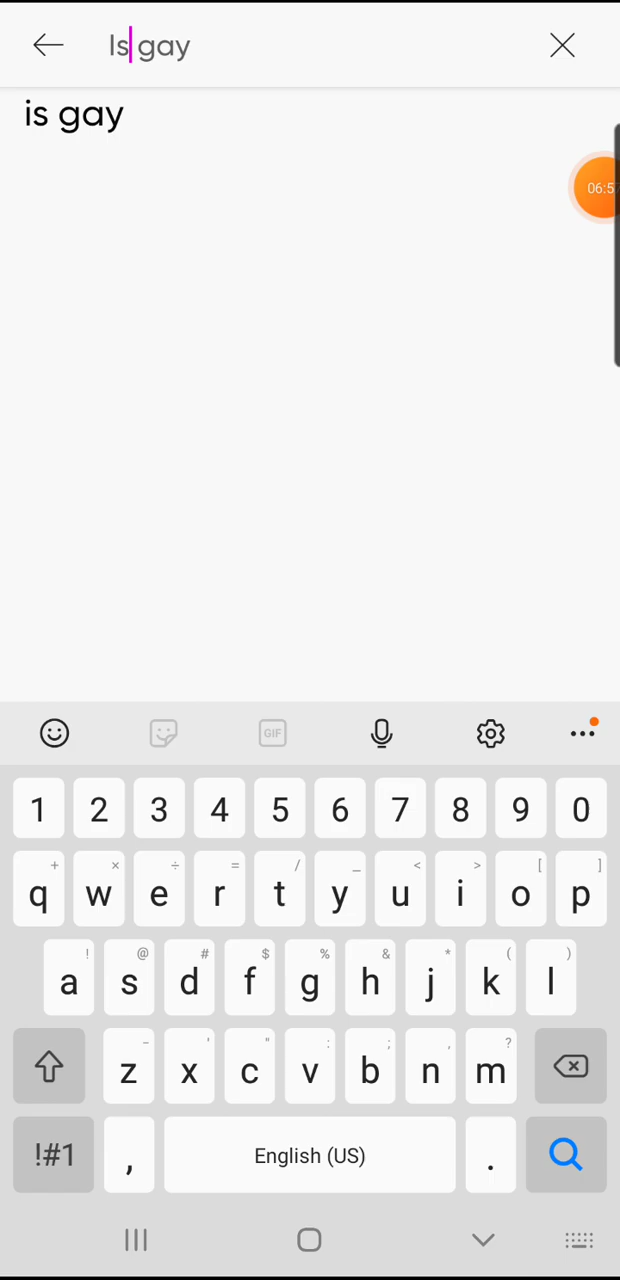 Is gay
is gay
06:5
GIF
1 2 3 4 5 6 7 8 9 0
+ × ÷ = / _ < > [ ]
q w e r t y u i o p
! @ # $ % & * ( )
a s d f g h j k l
- ' " : ; , ?
z x c v b n m
!#1 , English (US) .